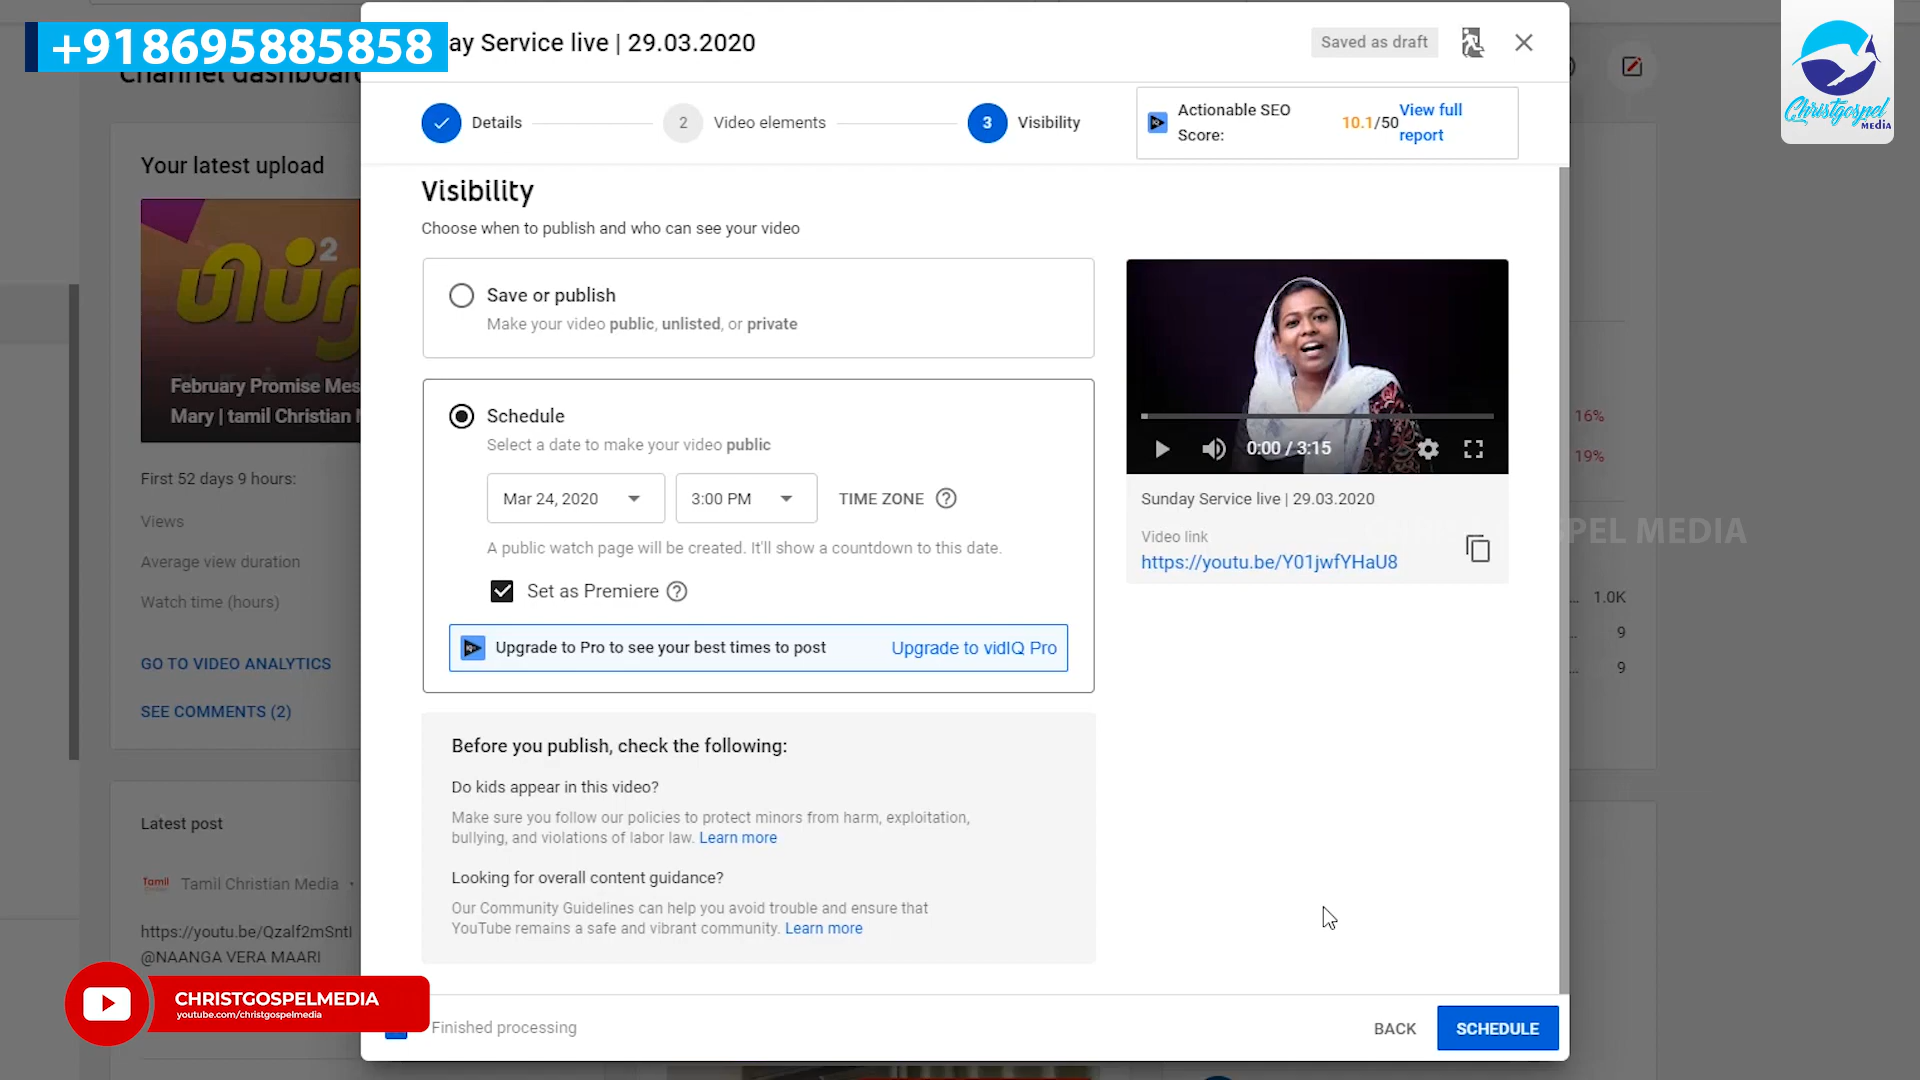 +918695885858
Channel dashboard
ay Service live | 29.03.2020
Saved as draft
Details
2
Video elements
3
Visibility
Actionable SEO
Score:
10.1/50
View full
report
Christgospel
MEDIA
Your latest upload
பிப்ர
2
February Promise Mes
Mary | tamil Christian
First 52 days 9 hours:
Views
Average view duration
Watch time (hours)
GO TO VIDEO ANALYTICS
SEE COMMENTS (2)
Latest post
Tamil
Tamil Christian Media
https://youtu.be/Qzalf2mSntI
@NAANGA VERA MAARI
CHRISTGOSPELMEDIA
youtube.com/christgospelmedia
Visibility
Choose when to publish and who can see your video
Save or publish
Make your video public, unlisted, or private
Schedule
Select a date to make your video public
Mar 24, 2020
3:00 PM
TIME ZONE
A public watch page will be created. It'll show a countdown to this date.
Set as Premiere
Upgrade to Pro to see your best times to post
Upgrade to vidIQ Pro
Before you publish, check the following:
Do kids appear in this video?
Make sure you follow our policies to protect minors from harm, exploitation,
bullying, and violations of labor law. Learn more
Looking for overall content guidance?
Our Community Guidelines can help you avoid trouble and ensure that
YouTube remains a safe and vibrant community. Learn more
0:00 / 3:15
Sunday Service live | 29.03.2020
Video link
https://youtu.be/Y01jwfYHaU8
CHRISTGOSPEL MEDIA
16%
19%
... 1.0K
... 9
... 9
Finished processing
BACK
SCHEDULE